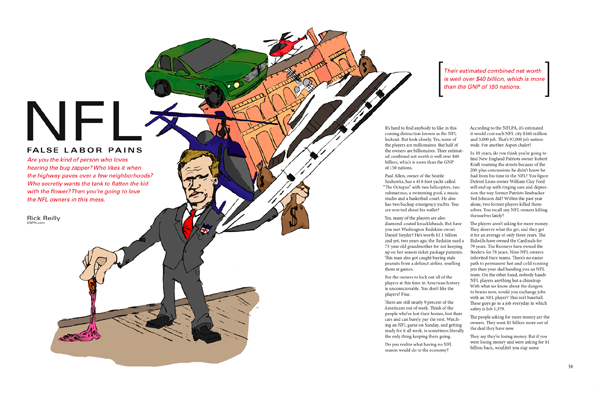 NFL
FALSE LABOR PAINS
Are you the kind of person who loves
hearing the bug zapper? Who likes it when
the highway paves over a few neighborhoods?
Who secretly wants the tank to flatten the kid
with the flower? Then you're going to love
the NFL owners in this mess.
Rick Reilly
ESPN.com
Their estimated combined net worth
is well over $40 billion, which is more
than the GNP of 150 nations.
It's hard to find anybody to like in this
coming distraction known as the NFL
lockout. But look closely. Yes, some of
the players are millionaires. But half of
the owners are billionaires. Their estimat-
ed combined net worth is well over $40
billion, which is more than the GNP
of 150 nations.
Paul Allen, owner of the Seattle
Seahawks, has a 414-foot yacht called
"The Octopus" with two helicopters, two
submarines, a swimming pool, a music
studio and a basketball court. He also
has two backup emergency yachts. You
are worried about his wallet?
Yes, many of the players are also
diamond-coated knuckleheads. But have
you met Washington Redskins owner
Daniel Snyder? He's worth $1.1 billion
and yet, two years ago, the Redskins sued a
73-year-old grandmother for not keeping
up on her season ticket package payments.
This man also got caught buying stale
peanuts from a defunct airline, reselling
them at games.
For the owners to lock out all of the
players at this time in American history
is unconscionable. You don't like the
players? Fine.
There are still nearly 9 percent of the
Americans out of work. Think of the
people who've lost their homes, lost their
cars and can barely pay the rent. Watch-
ing an NFL game on Sunday, and getting
ready for it all week, is sometimes literally
the only thing keeping them going.
Do you realize what having no NFL
season would do to the economy?
According to the NFLPA, it's estimated
it would cost each NFL city $160 million
and 3,000 jobs. That's 93,000 jobs nation-
wide. For another Aspen chalet?
In 10 years, do you think you're going to
find New England Patriots owner Robert
Kraft roaming the streets because of the
200-plus concussions he didn't know he
had from his time in the NFL? You figure
Detroit Lions owner William Clay Ford
will end up with ringing ears and depres-
sion the way former Patriots linebacker
Ted Johnson did? Within the past year
alone, two former players killed them-
selves. You recall any NFL owners killing
themselves lately?
The players aren't asking for more money.
They deserve what they get, and they get
it for an average of only three years. The
Bidwills have owned the Cardinals for
79 years. The Rooneys have owned the
Steelers for 78 years. Nine NFL owners
inherited their teams. There's no easier
path to permanent hot and cold running
jets than your dad handing you an NFL
team. On the other hand, nobody hands
NFL players anything but a chinstrap.
With what we know about the dangers
to brains now, would you exchange jobs
with an NFL player? This isn't baseball.
These guys go to a job everyday in which
safety is Job 1,379.
The people asking for more money are the
owners. They want $1 billion more out of
the deal they have now.
They say they're losing money. But if you
were losing money and were asking for $1
billion back, wouldn't you slap some